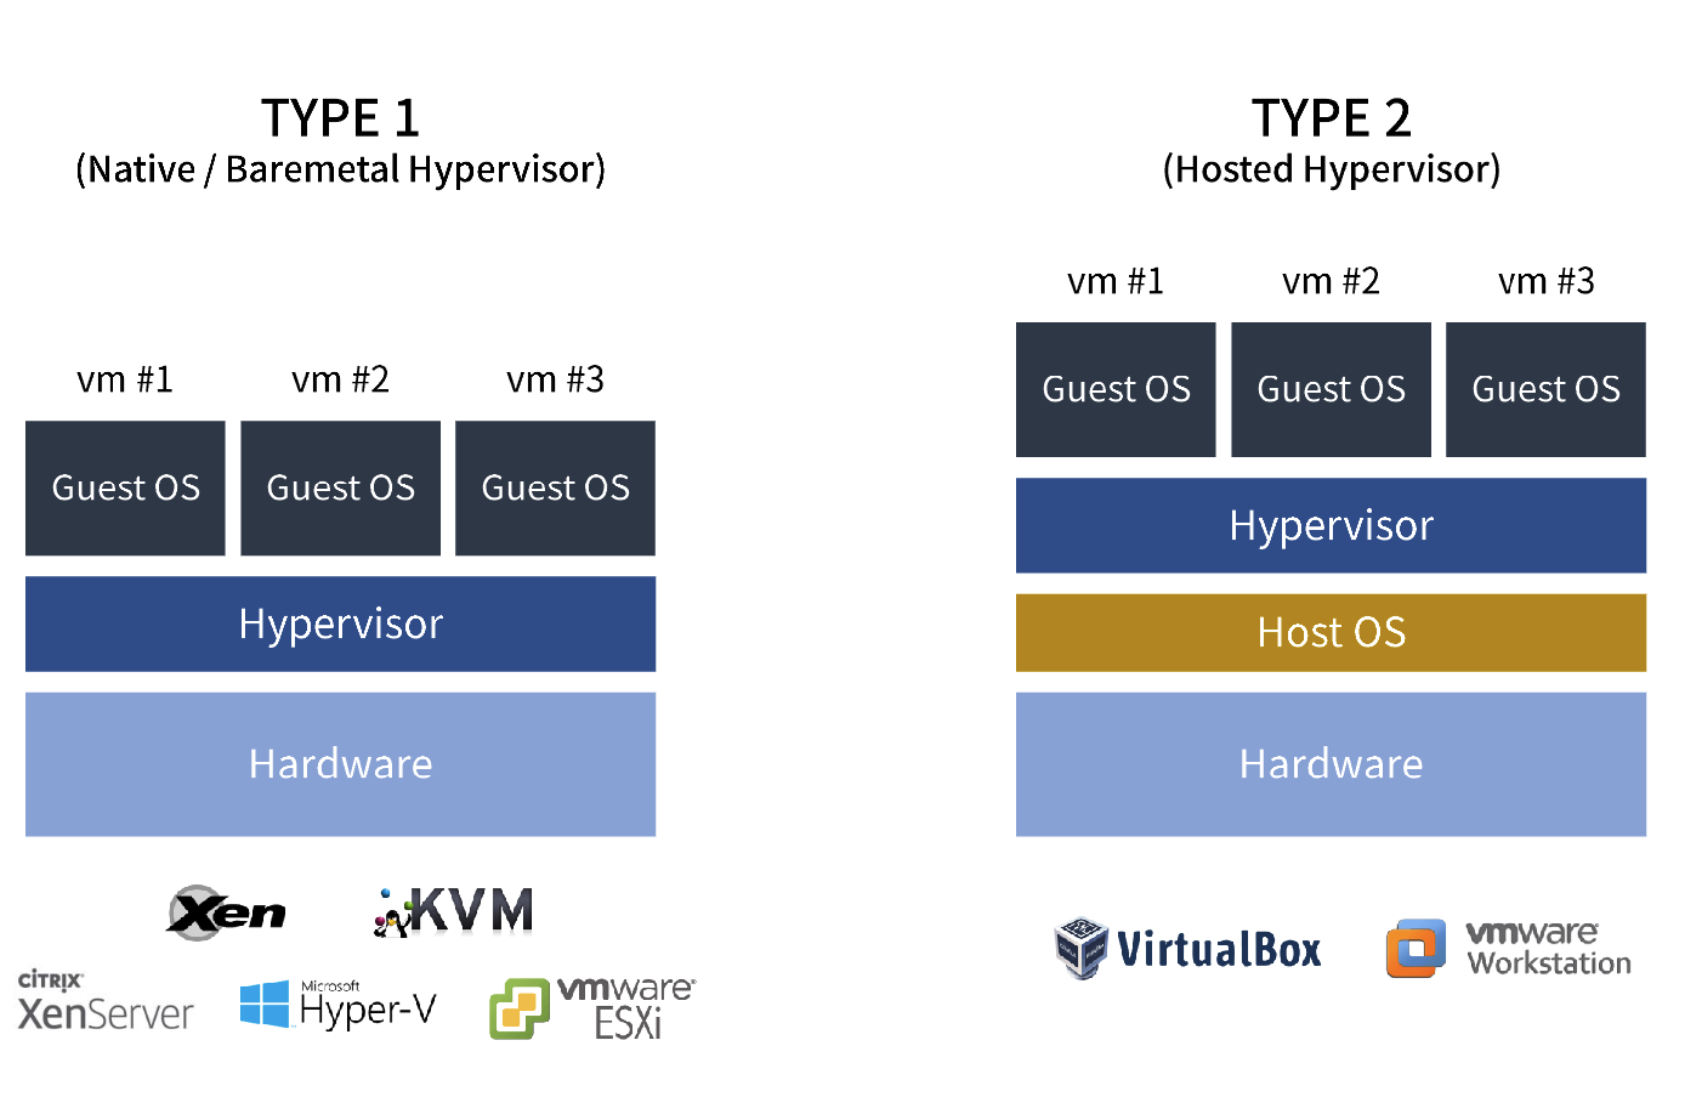 TYPE 1
(Native / Baremetal Hypervisor)
vm #1 vm #2 vm #3
Guest OS Guest OS Guest OS
Hypervisor
Hardware
Xen KVM
CİTRIX XenServer
Microsoft Hyper-V
vmware ESXi
TYPE 2
(Hosted Hypervisor)
vm #1 vm #2 vm #3
Guest OS Guest OS Guest OS
Hypervisor
Host OS
Hardware
VirtualBox
vmware Workstation